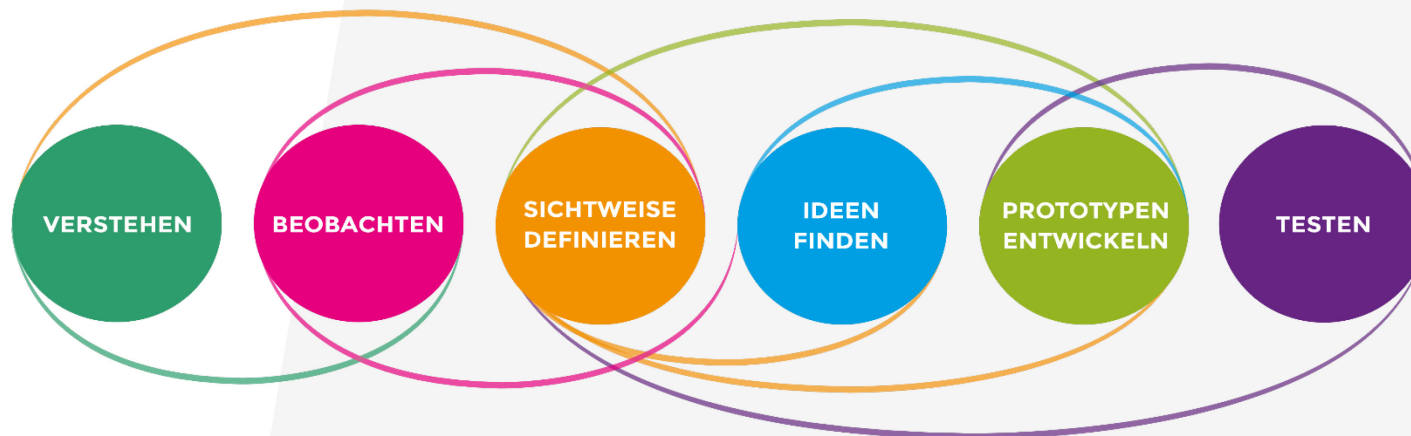 VERSTEHEN
BEOBACHTEN
SICHTWEISE
DEFINIEREN
IDEEN
FINDEN
PROTOTYPEN
ENTWICKELN
TESTEN